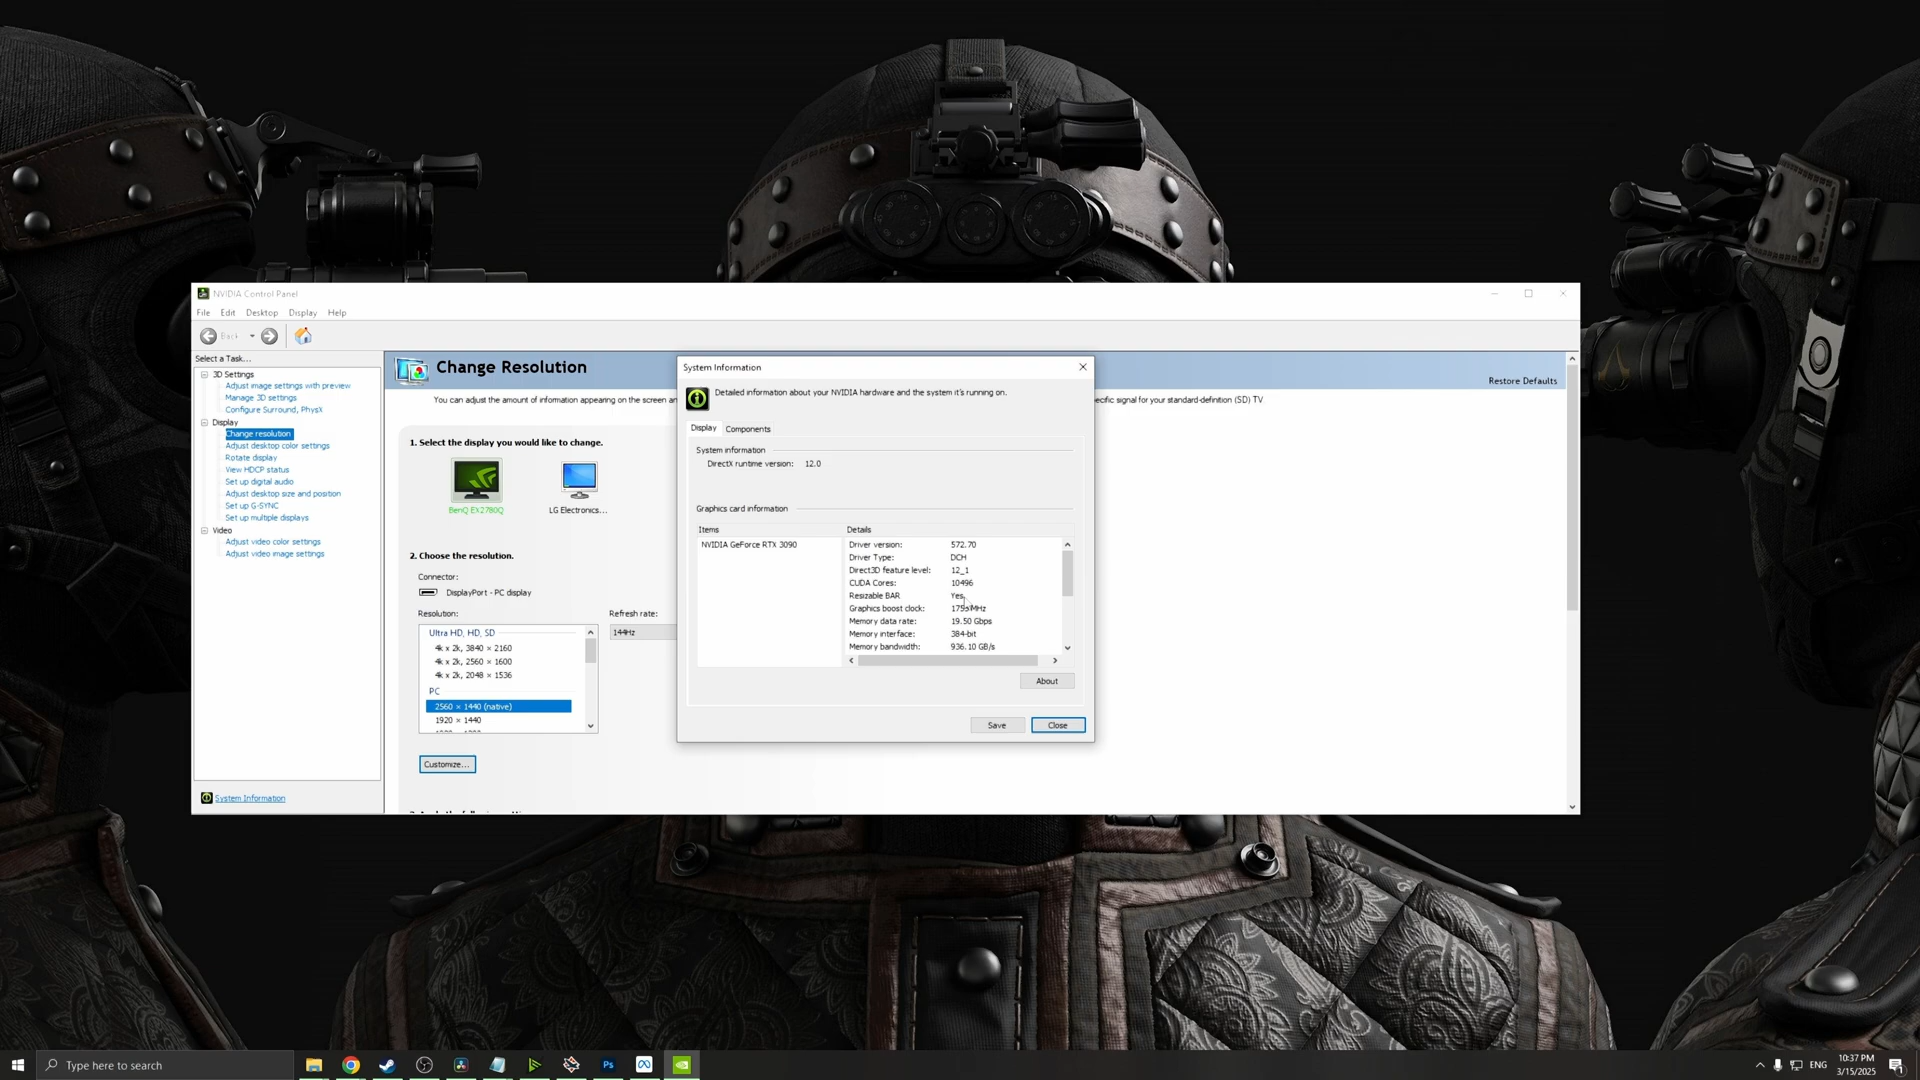 NVIDIA Control Panel
File Edit Desktop Display Help
Back
Select a Task...
3D Settings
Adjust image settings with preview
Manage 3D settings
Configure Surround, PhysX
Display
Change resolution
Adjust desktop color settings
Rotate display
View HDCP status
Set up digital audio
Adjust desktop size and position
Set up G-SYNC
Set up multiple displays
Video
Adjust video color settings
Adjust video image settings
System Information
Change Resolution
Restore Defaults
You can adjust the amount of information appearing on the screen an
ecific signal for your standard-definition (SD) TV
1. Select the display you would like to change.
BenQ EX2780Q
LG Electronics...
2. Choose the resolution.
Connector:
DisplayPort - PC display
Resolution:
Refresh rate:
Ultra HD, HD, SD
4k x 2k, 3840 × 2160
4k x 2k, 2560 × 1600
4k x 2k, 2048 × 1536
PC
2560 × 1440 (native)
1920 × 1440
144Hz
Customize...
System Information
Detailed information about your NVIDIA hardware and the system it's running on.
Display Components
System information
DirectX runtime version: 12.0
Graphics card information
Items Details
NVIDIA GeForce RTX 3090
Driver version: 572.70
Driver Type: DCH
Direct3D feature level: 12_1
CUDA Cores: 10496
Resizable BAR Yes
Graphics boost clock: MHz
Memory data rate: 19.50 Gbps
Memory interface: 384-bit
Memory bandwidth: 936.10 GB/s
About
Save Close
Type here to search
Ps
ENG
10:37 PM
3/15/2025